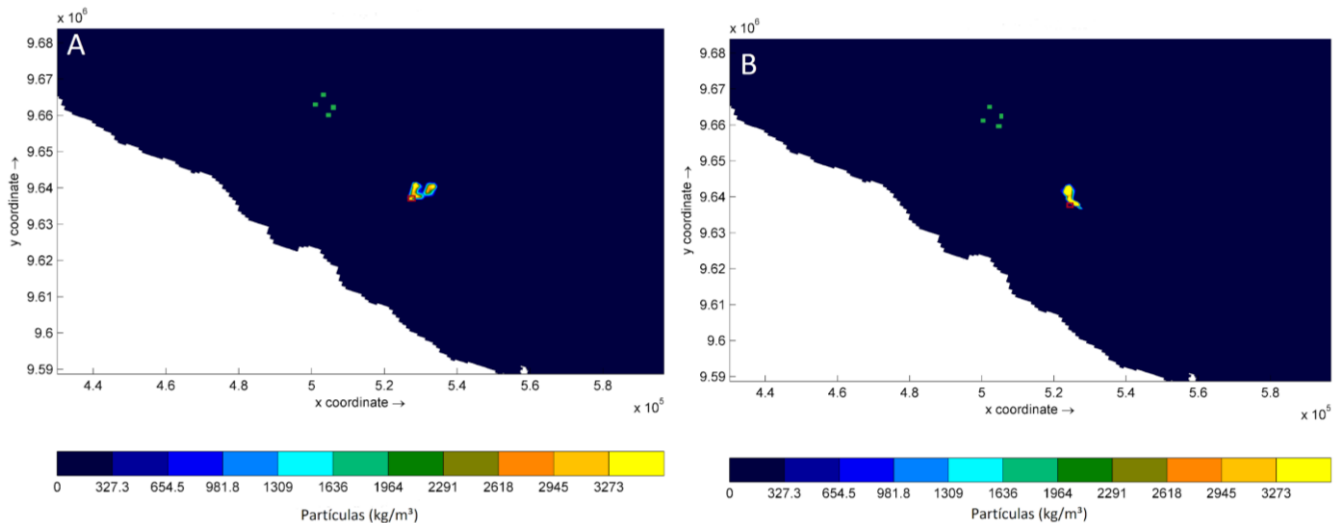 x 10⁶
A
9.68
9.67
9.66
9.65
9.64
9.63
9.62
9.61
9.6
9.59
y coordinate →
4.4 4.6 4.8 5 5.2 5.4 5.6 5.8
x coordinate →
x 10⁵
0 327.3 654.5 981.8 1309 1636 1964 2291 2618 2945 3273
Partículas (kg/m³)
x 10⁶
B
9.68
9.67
9.66
9.65
9.64
9.63
9.62
9.61
9.6
9.59
y coordinate →
4.4 4.6 4.8 5 5.2 5.4 5.6 5.8
x coordinate →
x 10⁵
0 327.3 654.5 981.8 1309 1636 1964 2291 2618 2945 3273
Partículas (kg/m³)